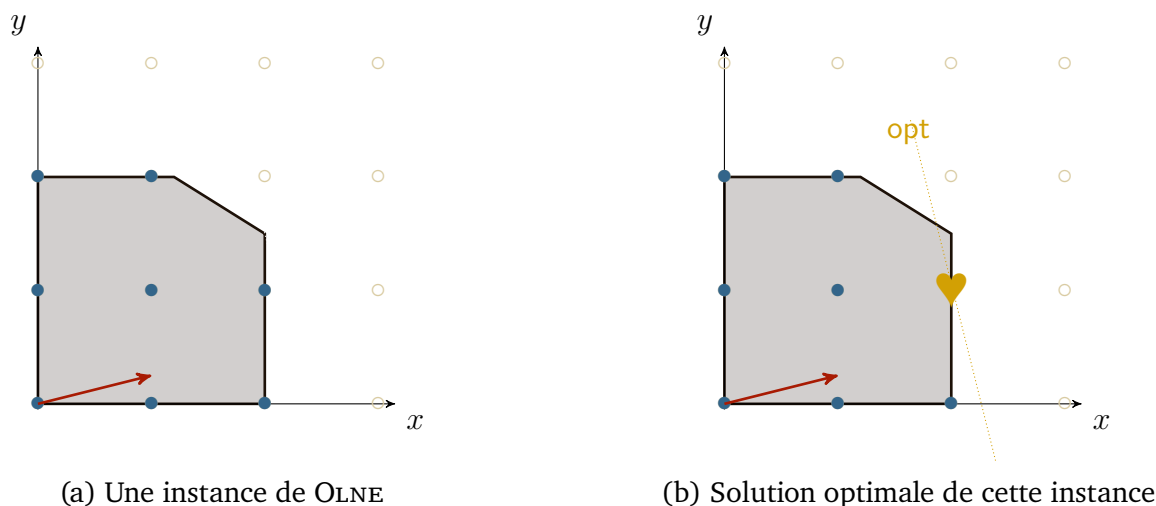 y
y
opt
x
x
(a) Une instance de OLNE
(b) Solution optimale de cette instance